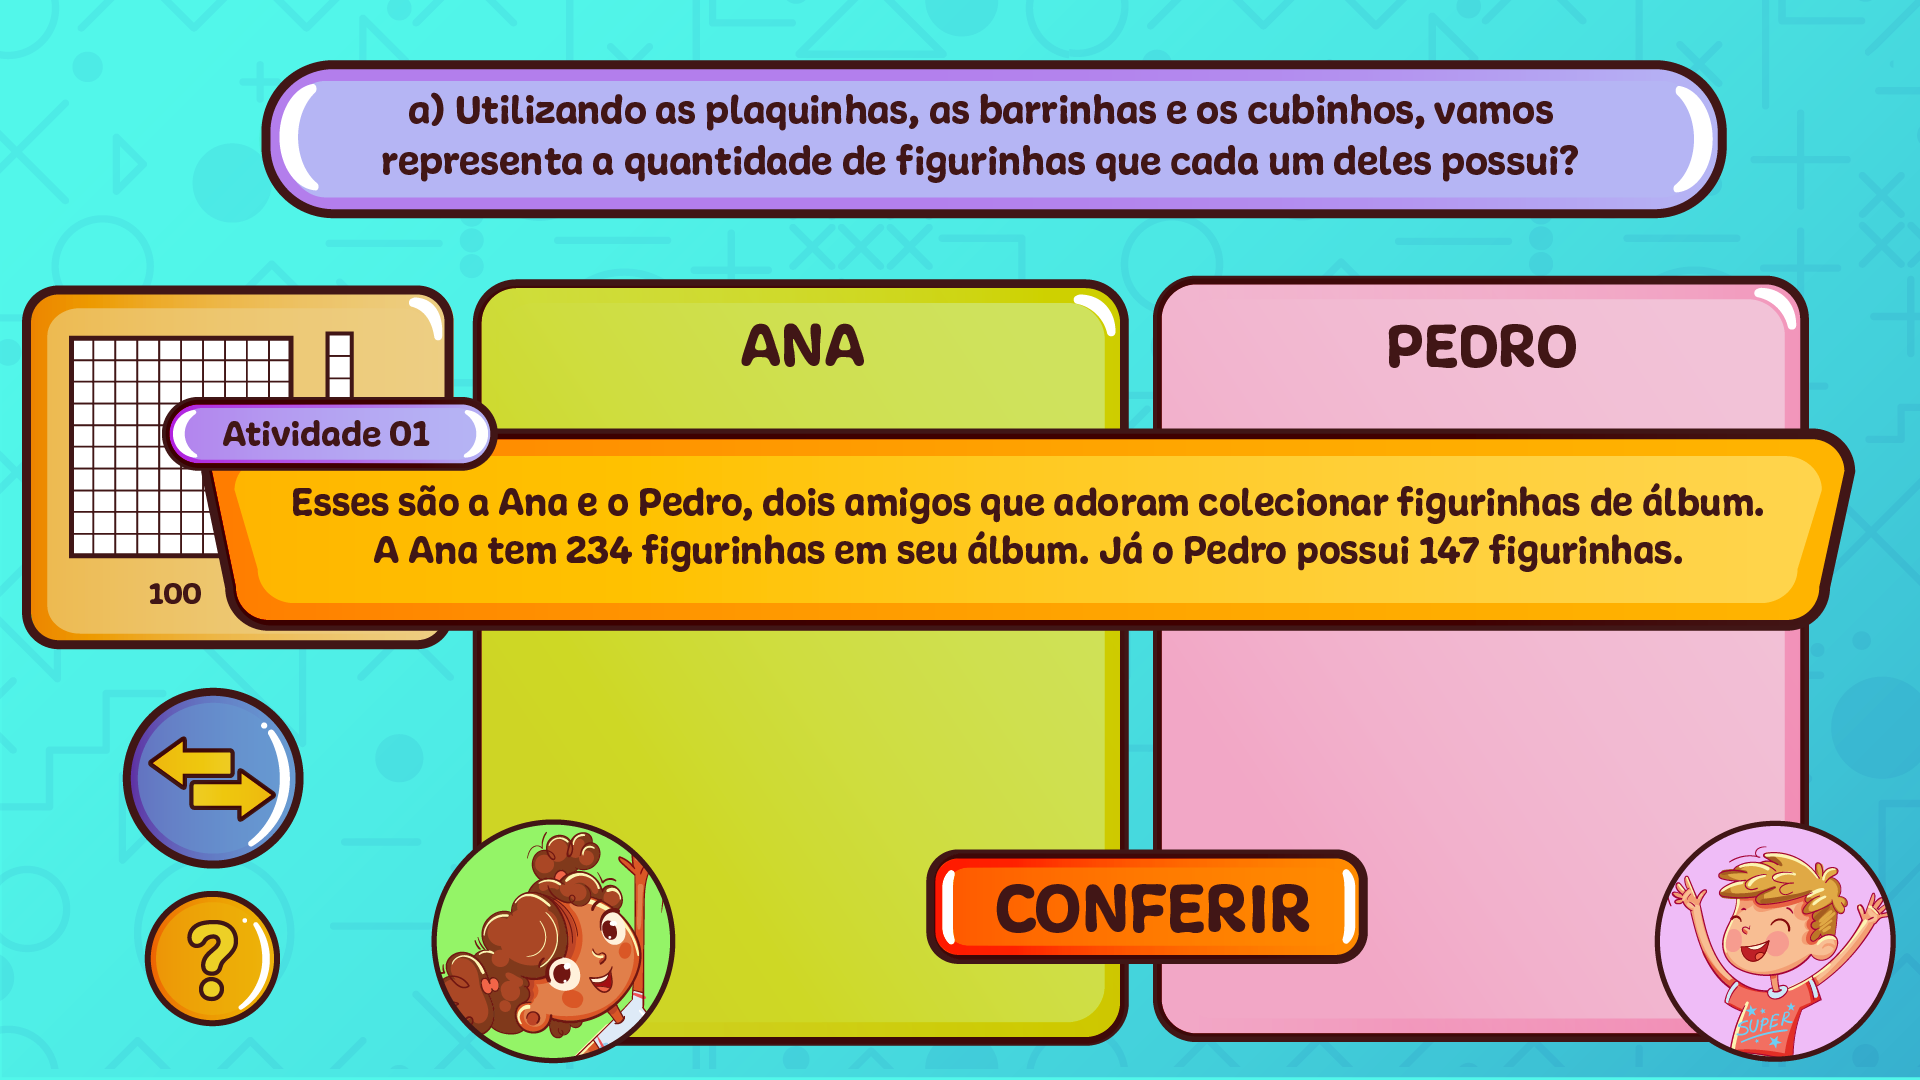 a) Utilizando as plaquinhas, as barrinhas e os cubinhos, vamos
representa a quantidade de figurinhas que cada um deles possui?
ANA
PEDRO
Atividade 01
Esses são a Ana e o Pedro, dois amigos que adoram colecionar figurinhas de álbum.
A Ana tem 234 figurinhas em seu álbum. Já o Pedro possui 147 figurinhas.
100
?
CONFERIR
SUPER